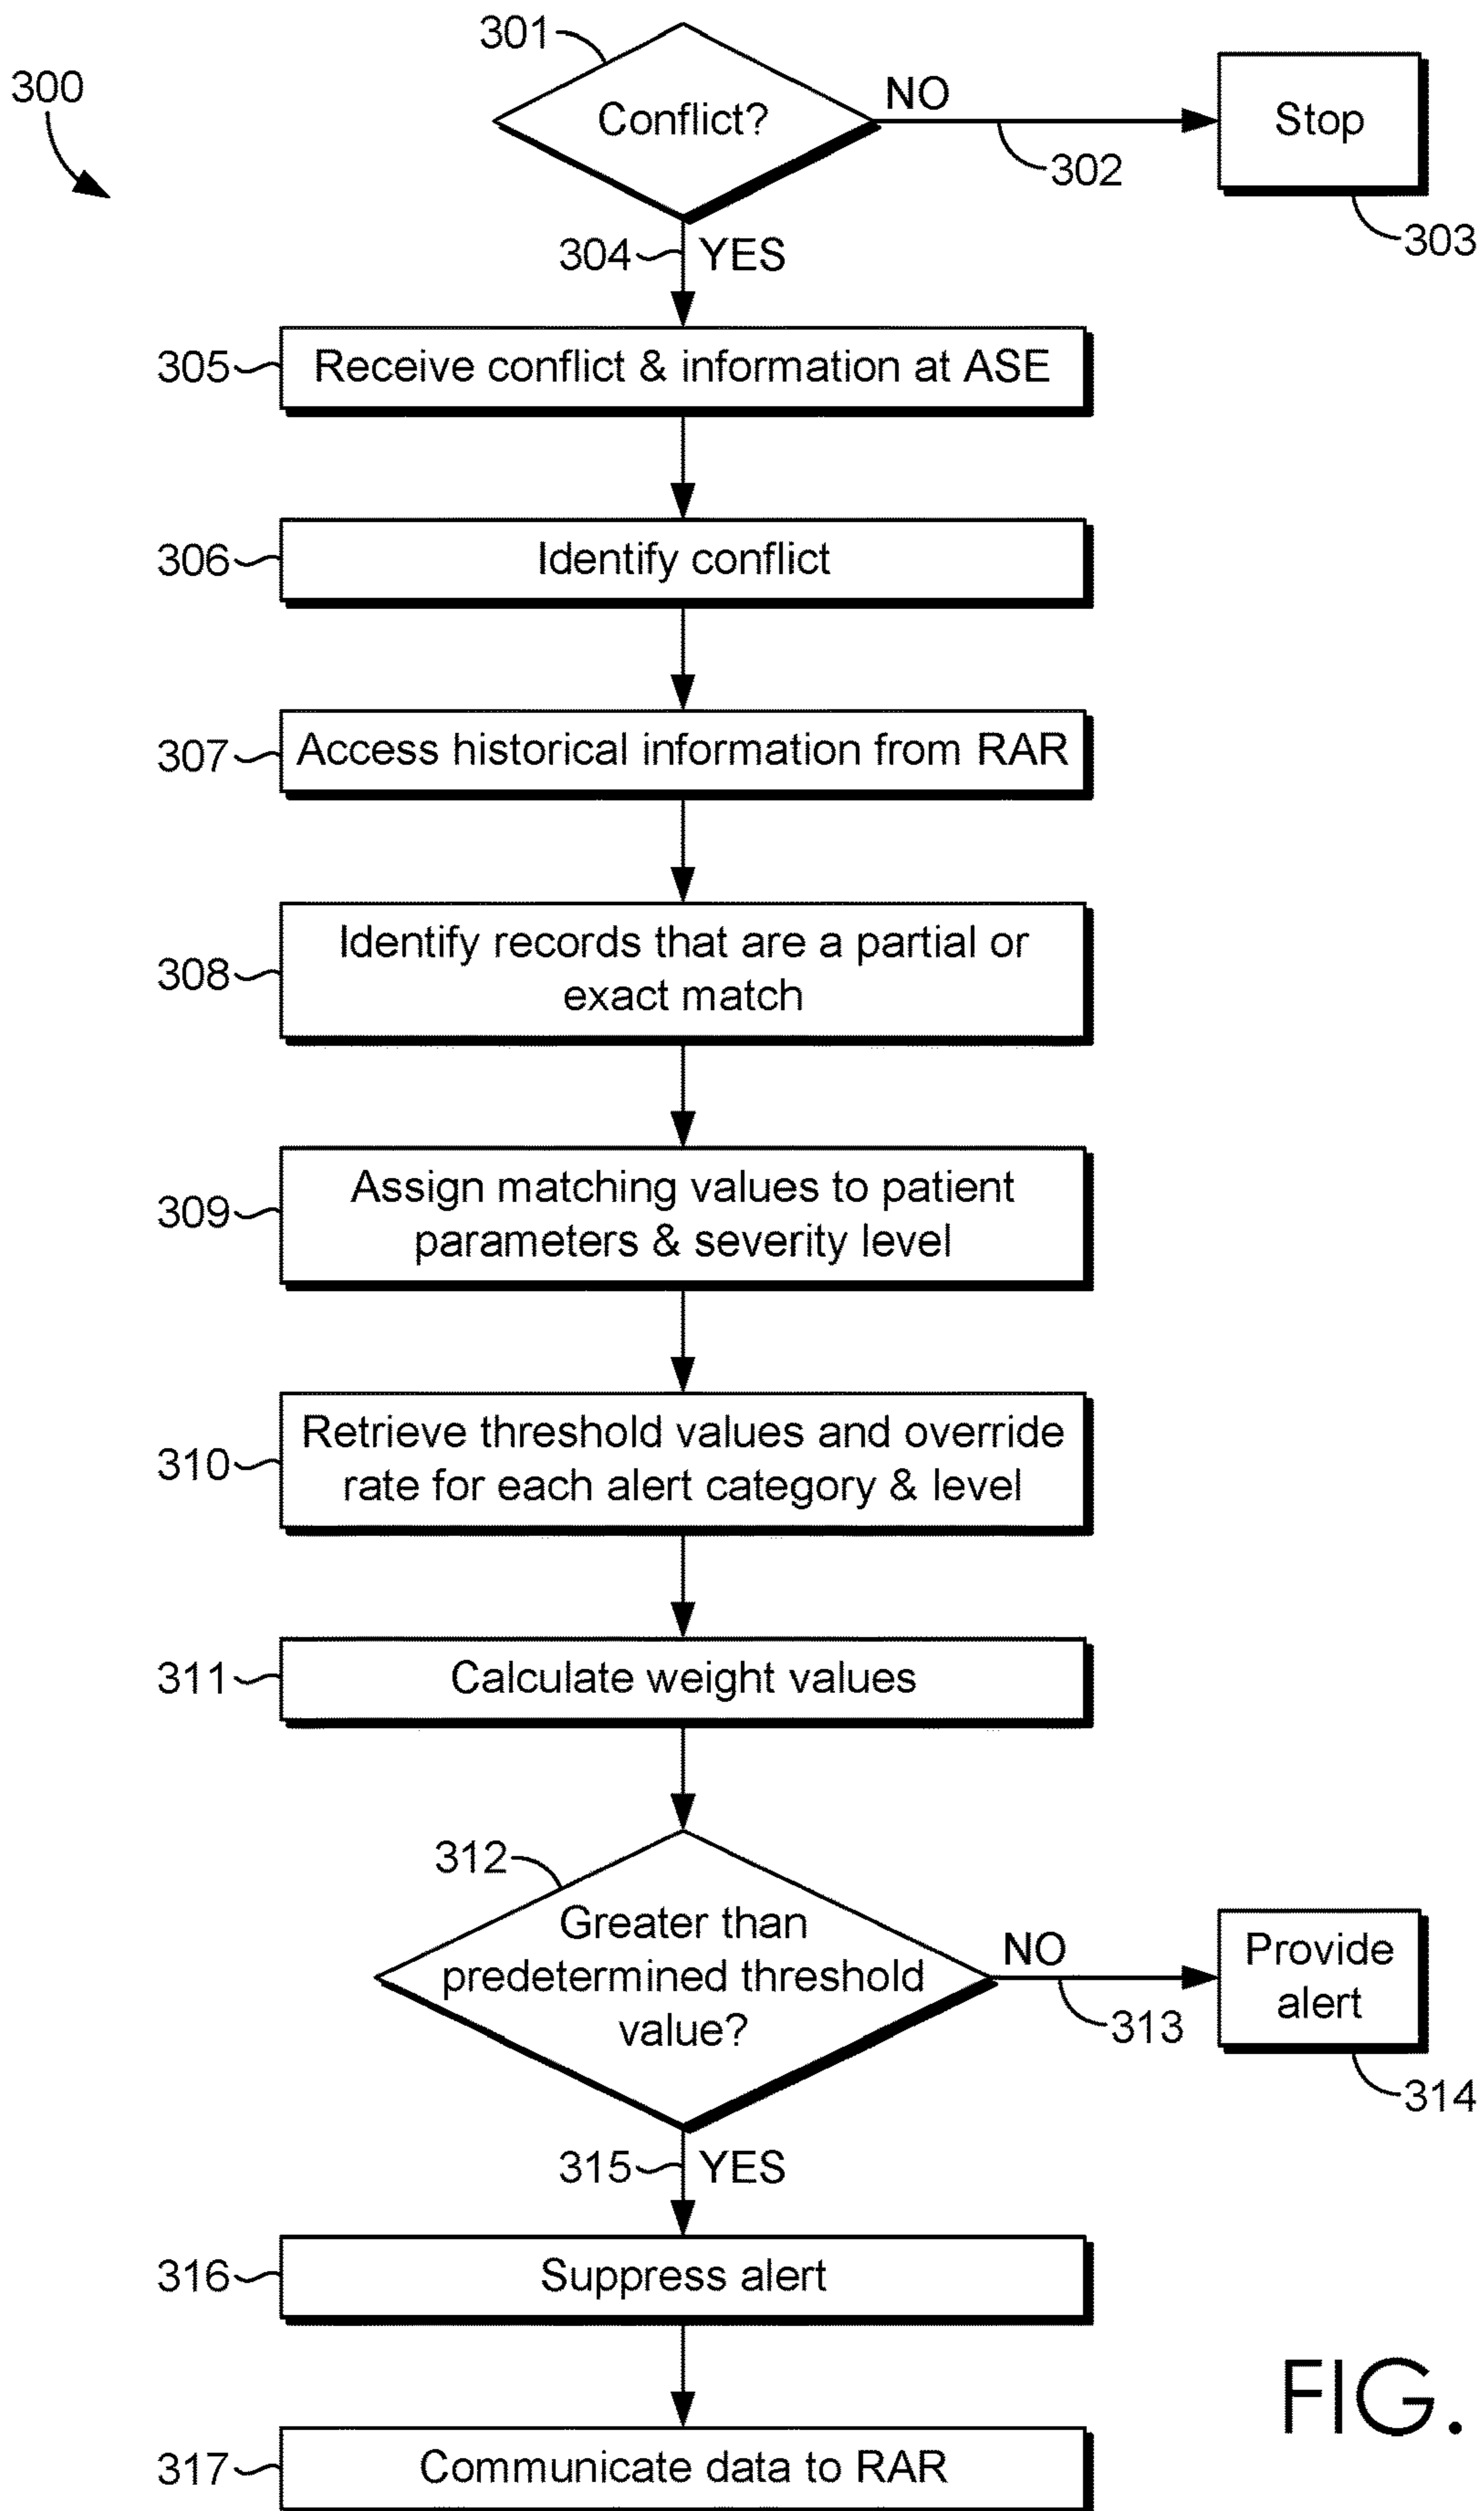 301
300
Conflict?
NO
302
Stop
303
304
YES
305
Receive conflict & information at ASE
306
Identify conflict
307
Access historical information from RAR
308
Identify records that are a partial or
exact match
309
Assign matching values to patient
parameters & severity level
310
Retrieve threshold values and override
rate for each alert category & level
311
Calculate weight values
312
Greater than
predetermined threshold
value?
NO
313
Provide
alert
314
315
YES
316
Suppress alert
317
Communicate data to RAR
FIG.